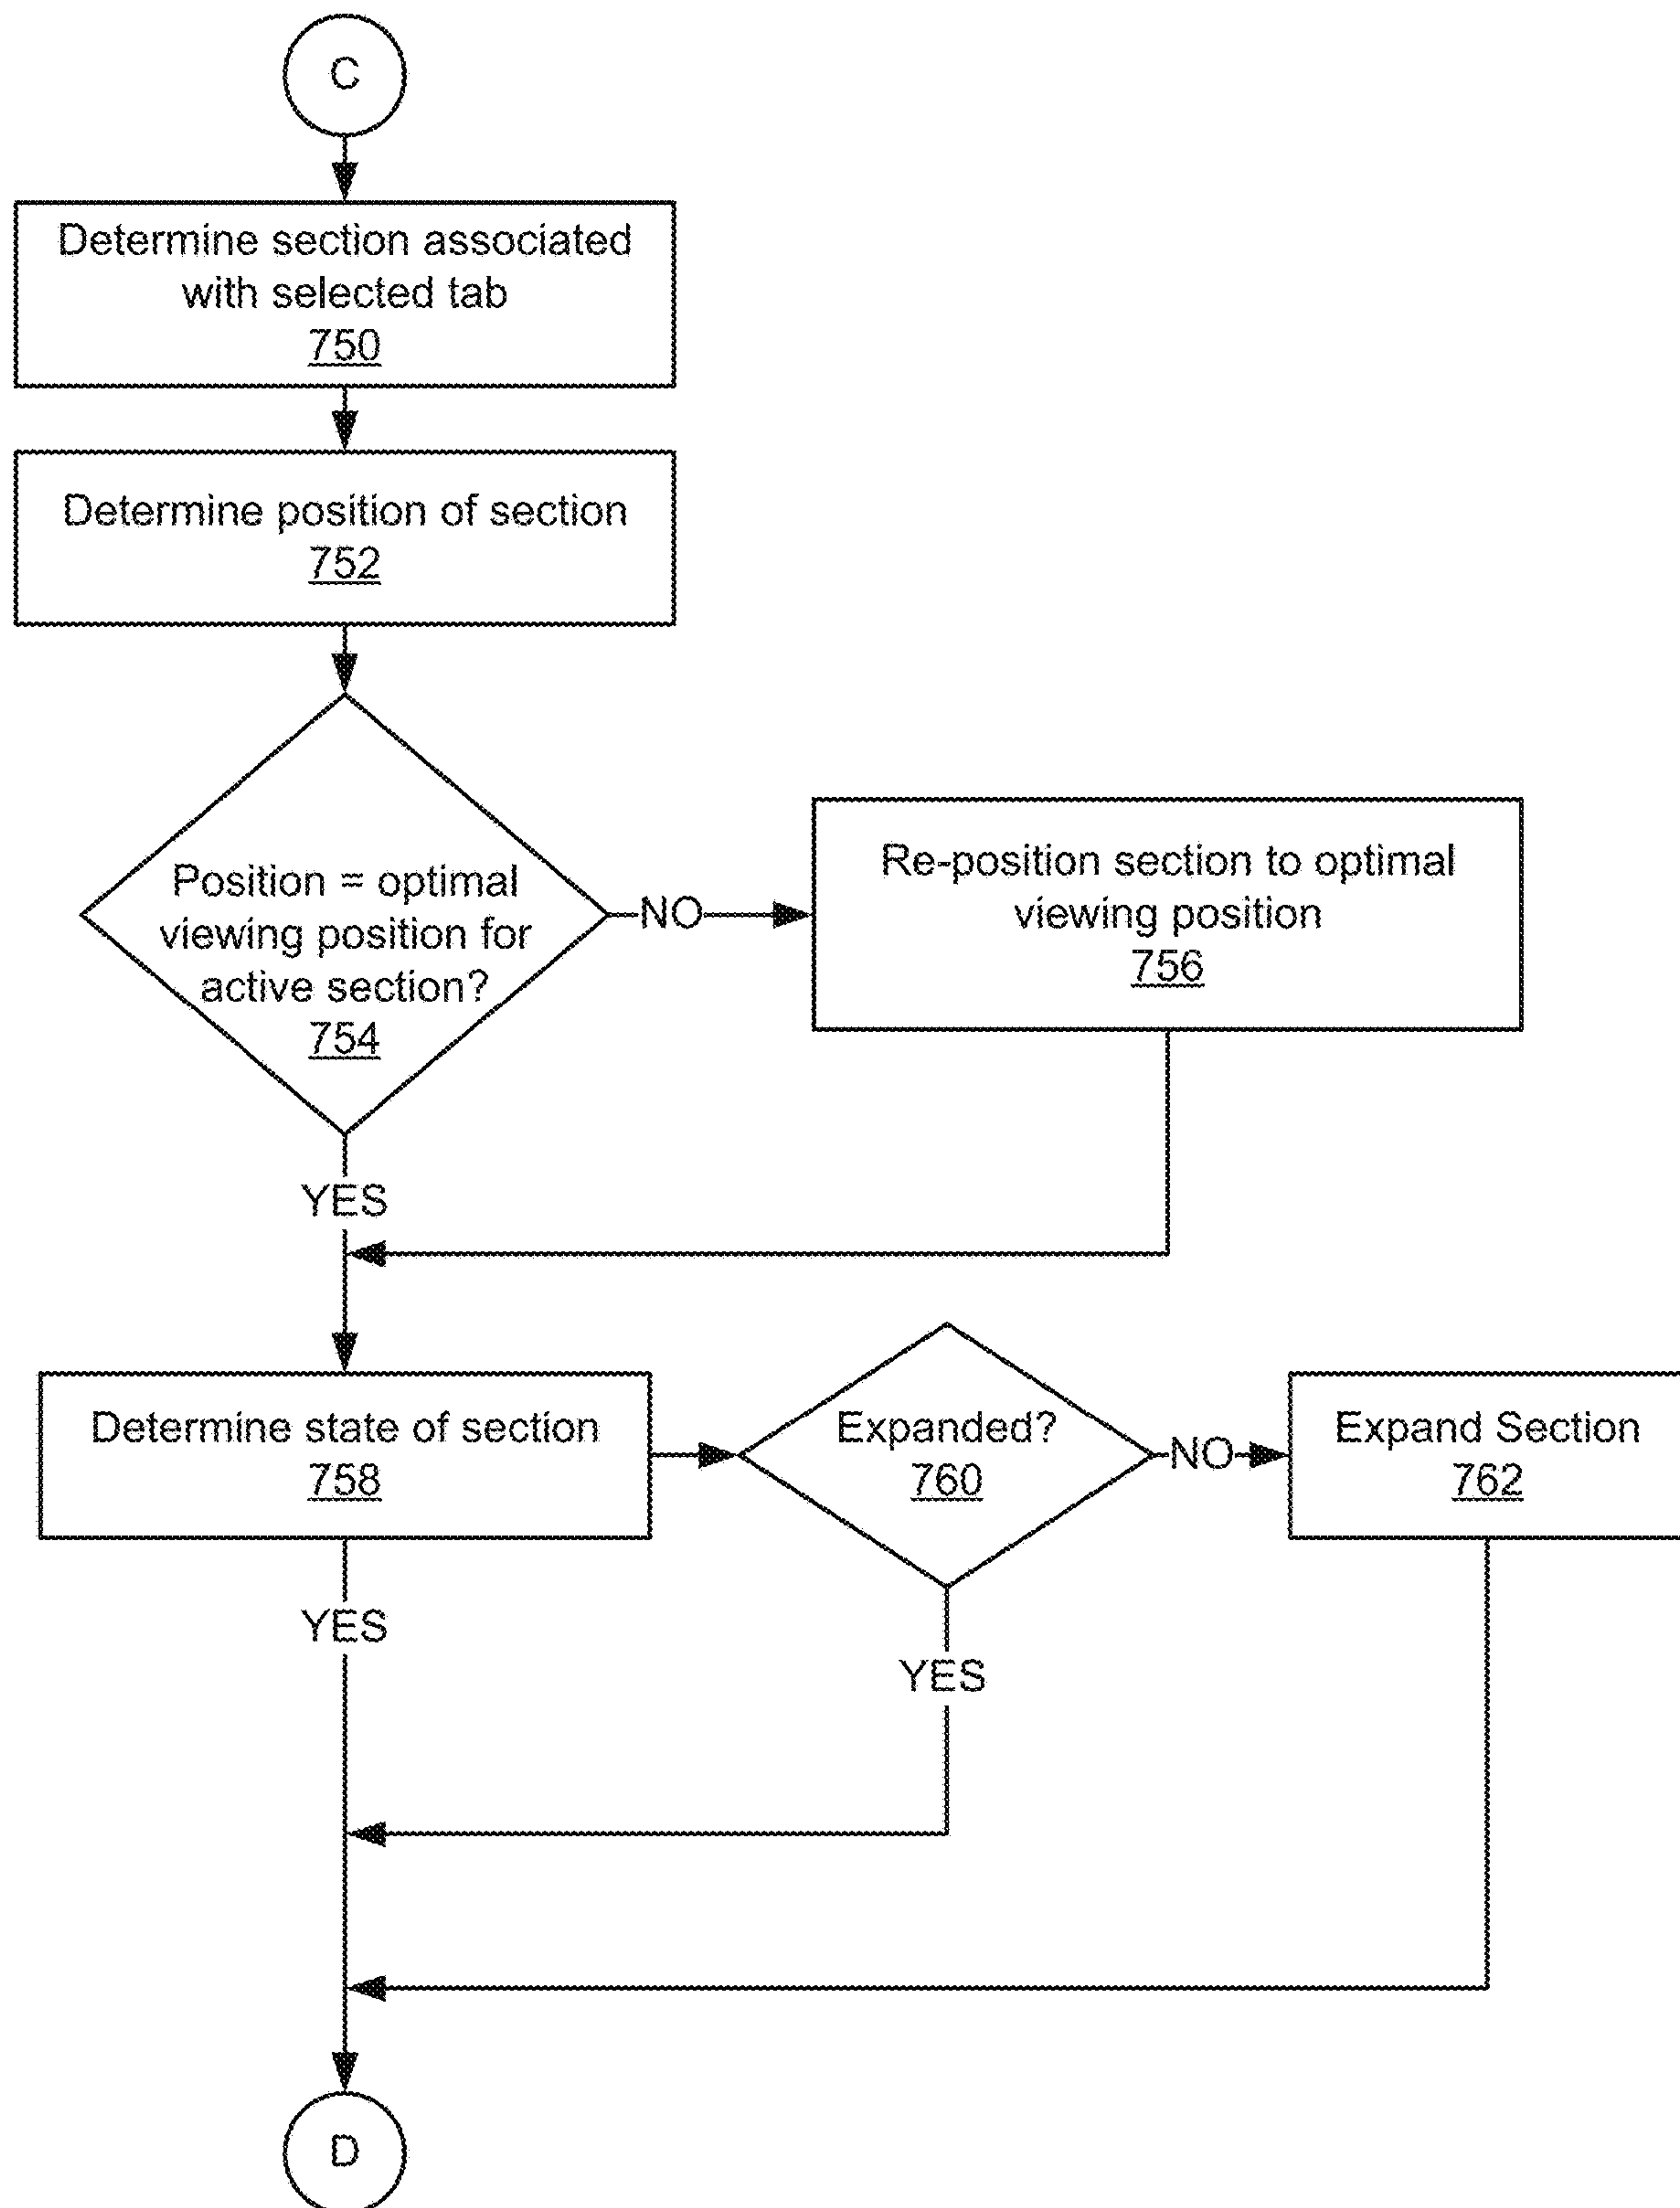 C
Determine section associated
with selected tab
750
Determine position of section
752
Position = optimal
viewing position for
active section?
754
NO
Re-position section to optimal
viewing position
756
YES
Determine state of section
758
Expanded?
760
NO
Expand Section
762
YES
YES
D